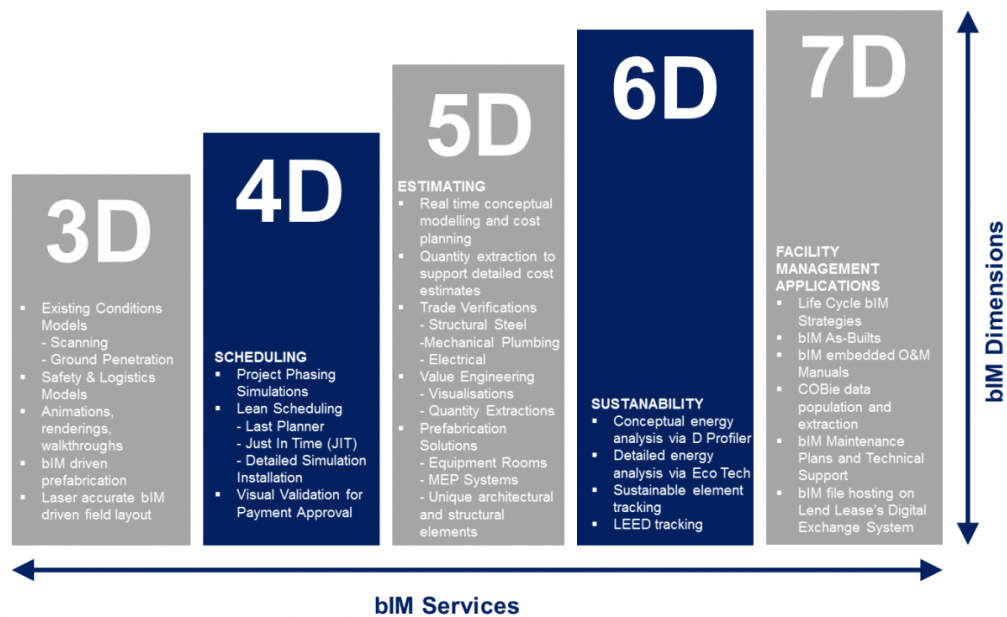 3D
Existing Conditions
Models
- Scanning
- Ground Penetration
Safety & Logistics
Models
Animations,
renderings,
walkthroughs
bIM driven
prefabrication
Laser accurate bIM
driven field layout
4D
SCHEDULING
Project Phasing
Simulations
Lean Scheduling
- Last Planner
- Just In Time (JIT)
- Detailed Simulation
Installation
Visual Validation for
Payment Approval
5D
ESTIMATING
Real time conceptual
modelling and cost
planning
Quantity extraction to
support detailed cost
estimates
Trade Verifications
- Structural Steel
-Mechanical Plumbing
- Electrical
Value Engineering
- Visualisations
- Quantity Extractions
Prefabrication
Solutions
- Equipment Rooms
- MEP Systems
- Unique architectural
and structural
elements
6D
SUSTANABILITY
Conceptual energy
analysis via D Profiler
Detailed energy
analysis via Eco Tech
Sustainable element
tracking
LEED tracking
7D
FACILITY
MANAGEMENT
APPLICATIONS
Life Cycle bIM
Strategies
bIM As-Builts
bIM embedded O&M
Manuals
COBie data
population and
extraction
bIM Maintenance
Plans and Technical
Support
bIM file hosting on
Lend Lease's Digital
Exchange System
bIM Dimensions
bIM Services